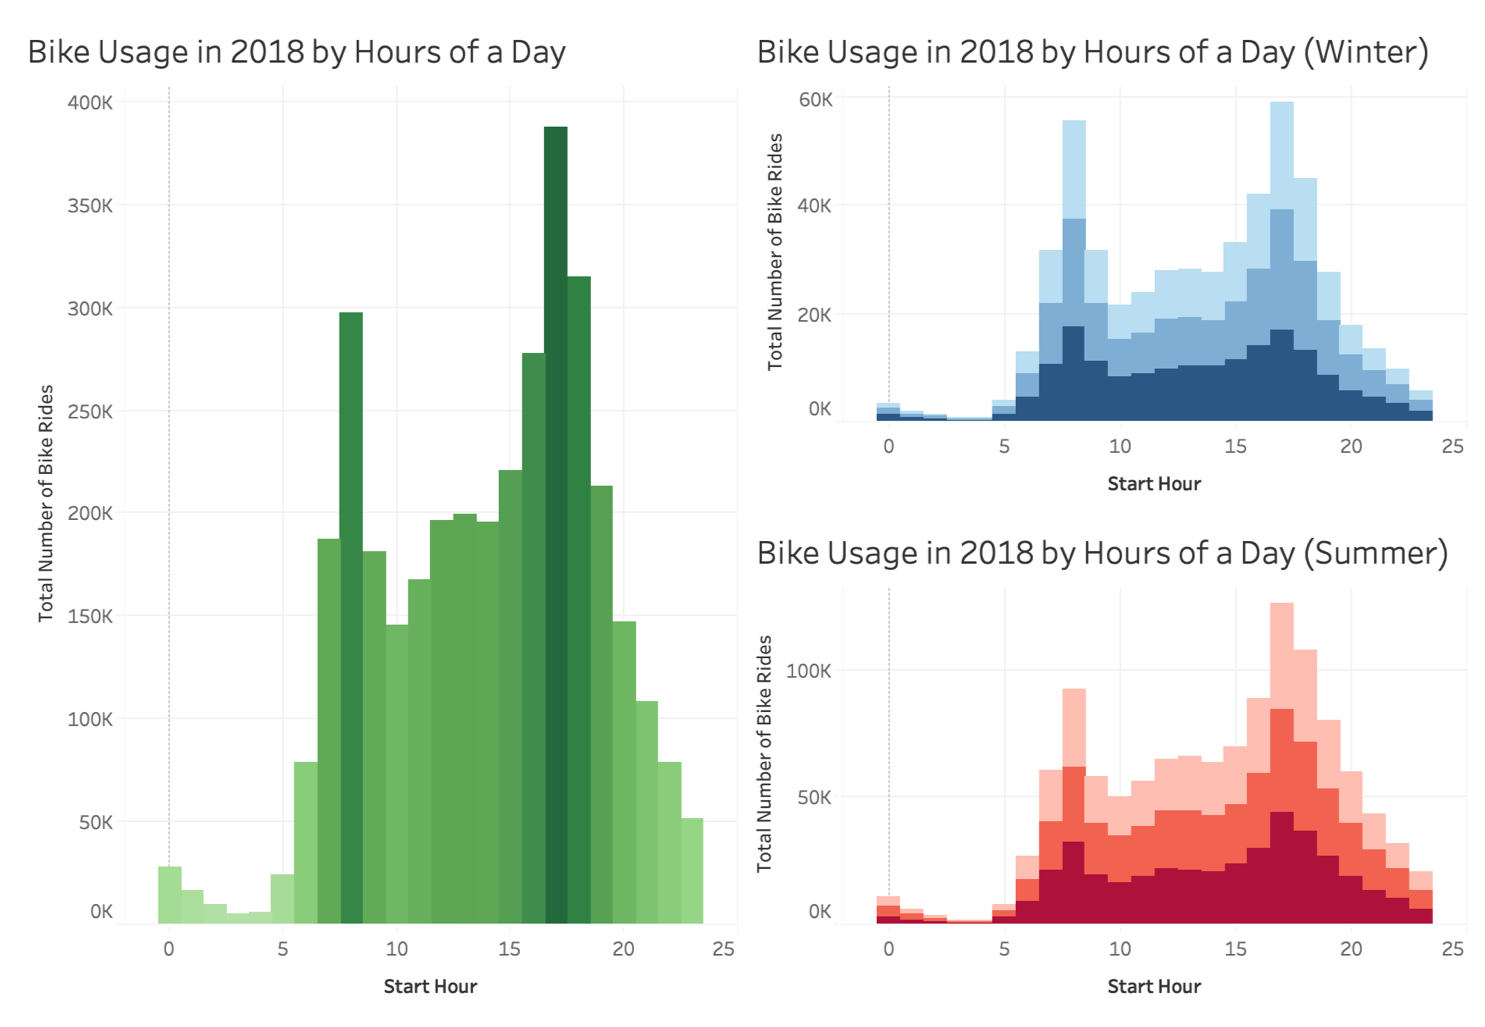 Bike Usage in 2018 by Hours of a Day
400K
350K
300K
250K
200K
150K
100K
50K
0K
Total Number of Bike Rides
0 5 10 15 20 25
Start Hour
Bike Usage in 2018 by Hours of a Day (Winter)
60K
40K
20K
0K
Total Number of Bike Rides
0 5 10 15 20 25
Start Hour
Bike Usage in 2018 by Hours of a Day (Summer)
100K
50K
0K
Total Number of Bike Rides
0 5 10 15 20 25
Start Hour